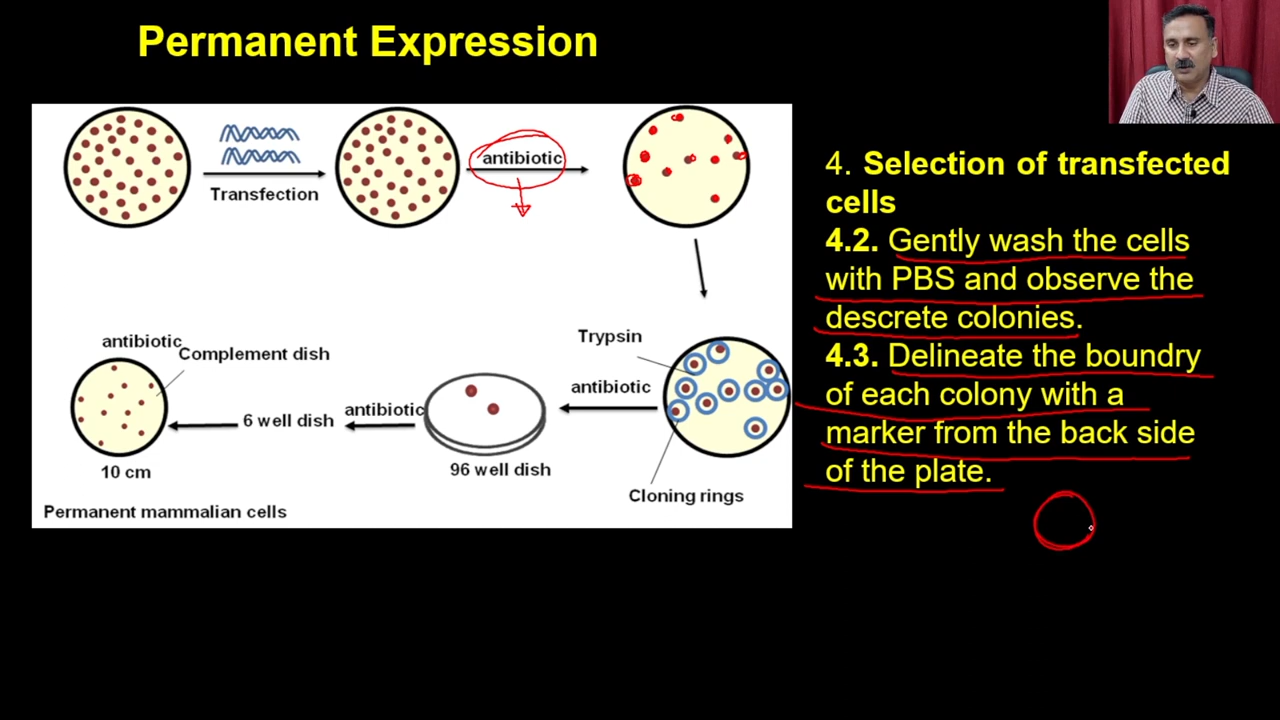 Permanent Expression
Transfection
antibiotic
4. Selection of transfected
cells
4.2. Gently wash the cells
with PBS and observe the
descrete colonies.
4.3. Delineate the boundry
of each colony with a
marker from the back side
of the plate.
Trypsin
antibiotic
Cloning rings
96 well dish
antibiotic
6 well dish
antibiotic
Complement dish
10 cm
Permanent mammalian cells